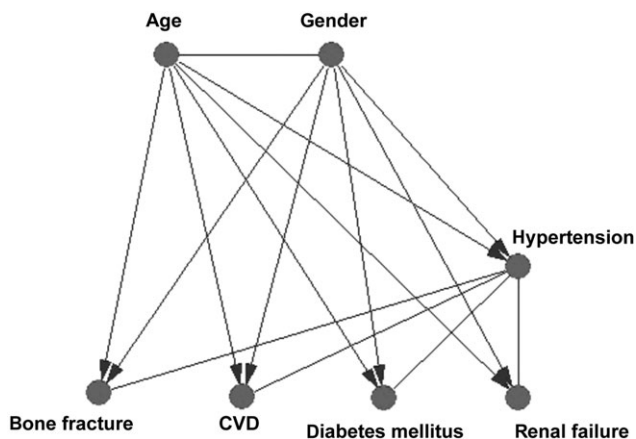 Age
Gender
Hypertension
Bone fracture
CVD
Diabetes mellitus
Renal failure